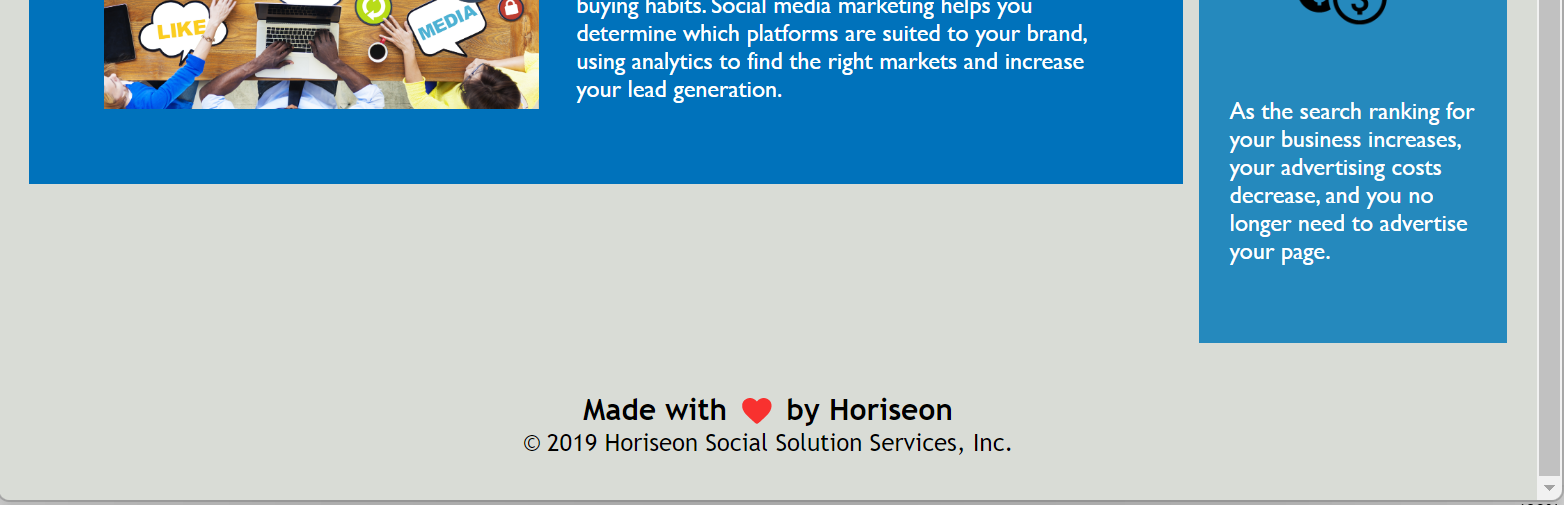 LIKE
MEDIA
buying habits. Social media marketing helps you
determine which platforms are suited to your brand,
using analytics to find the right markets and increase
your lead generation.
$
As the search ranking for
your business increases,
your advertising costs
decrease, and you no
longer need to advertise
your page.
Made with ❤ by Horiseon
© 2019 Horiseon Social Solution Services, Inc.